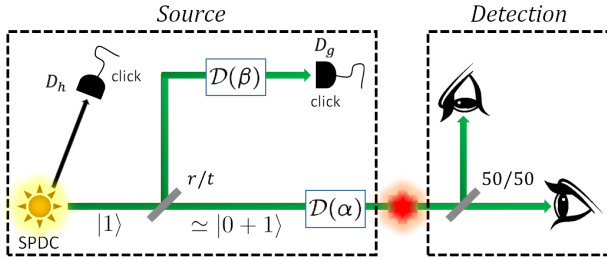 Source
Detection
D_h
click
𝒟(β)
D_g
click
r/t
50/50
|1⟩
≃|0 + 1⟩
𝒟(α)
SPDC